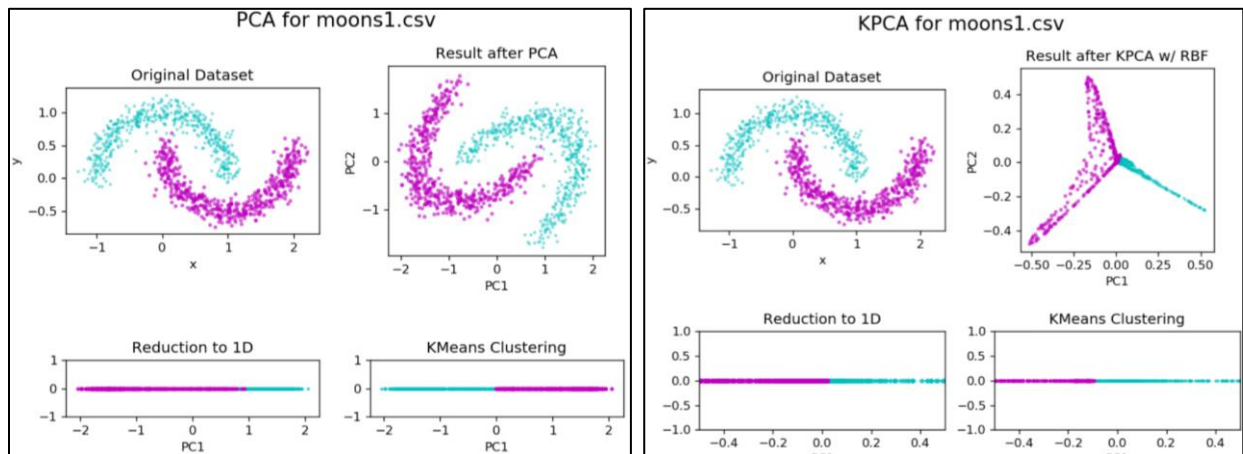 PCA for moons1.csv
Original Dataset
1.0
0.5
0.0
−0.5
y
−1 0 1 2
x
Result after PCA
1
0
−1
PC2
−2 −1 0 1 2
PC1
Reduction to 1D
1
0
−1
−2 −1 0 1 2
PC1
KMeans Clustering
1
0
−1
−2 −1 0 1 2
PC1
KPCA for moons1.csv
Original Dataset
1.0
0.5
0.0
−0.5
y
−1 0 1 2
x
Result after KPCA w/ RBF
0.4
0.2
0.0
−0.2
−0.4
PC2
−0.50 −0.25 0.00 0.25 0.50
PC1
Reduction to 1D
1.0
0.5
0.0
−0.5
−1.0
−0.4 −0.2 0.0 0.2 0.4
KMeans Clustering
1.0
0.5
0.0
−0.5
−1.0
−0.4 −0.2 0.0 0.2 0.4